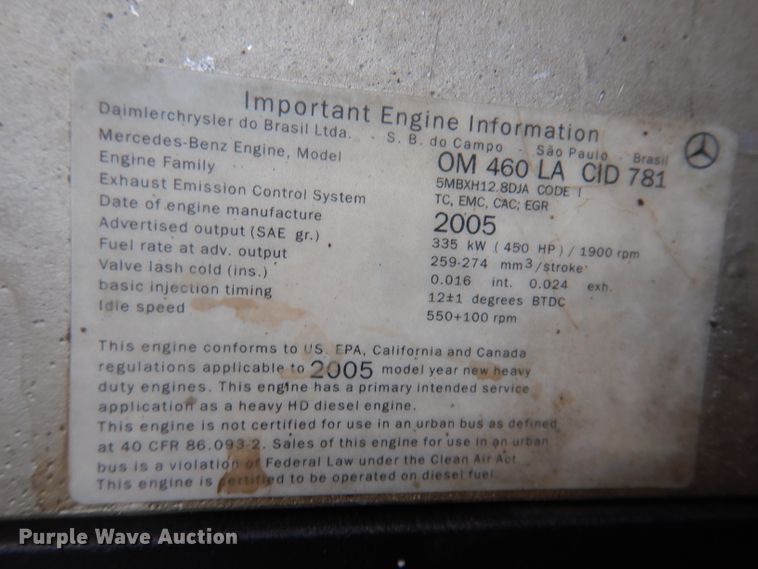 Important Engine Information
Daimlerchrysler do Brasil Ltda. - S. B. do Campo - São Paulo - Brasil
Mercedes-Benz Engine, Model OM 460 LA CID 781
Engine Family 5MBXH12.8DJA CODE 1
Exhaust Emission Control System TC, EMC, CAC; EGR
Date of engine manufacture 2005
Advertised output (SAE gr.) 335 kW (450 HP) / 1900 rpm
Fuel rate at adv. output 259-274 mm3/stroke
Valve lash cold (ins.) 0.016 int. 0.024 exh.
basic injection timing 12±1 degrees BTDC
Idle speed 550+100 rpm
This engine conforms to US, EPA, California and Canada
regulations applicable to 2005 model year new heavy
duty engines. This engine has a primary intended service
application as a heavy HD diesel engine.
This engine is not certified for use in an urban bus as defined
at 40 CFR 86.093-2. Sales of this engine for use in an urban
bus is a violation of Federal Law under the Clean Air Act
This engine is certified to be operated on diesel fuel.
Purple Wave Auction